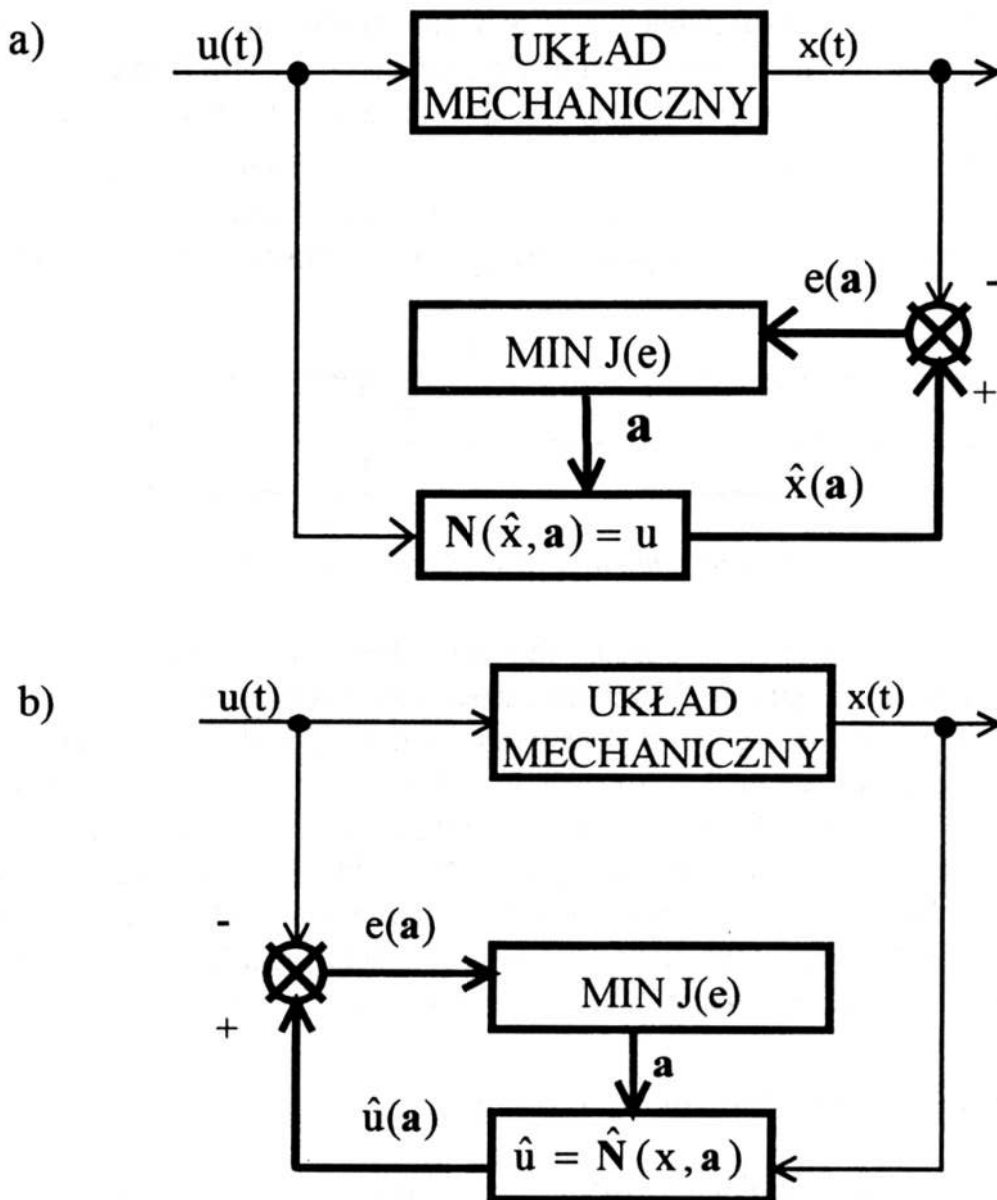 a)
u(t)
UKŁAD
MECHANICZNY
x(t)
e(a)
-
MIN J(e)
+
a
x̂(a)
N(x̂, a) = u
b)
u(t)
UKŁAD
MECHANICZNY
x(t)
-
e(a)
MIN J(e)
+
a
û(a)
û = N̂(x, a)